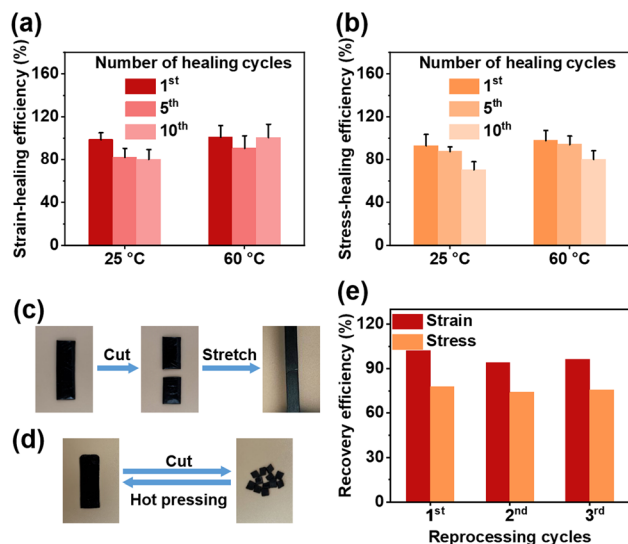 (a)
Strain-healing efficiency (%)
160
120
80
40
0
Number of healing cycles
1st
5th
10th
25 °C
60 °C
(b)
Stress-healing efficiency (%)
160
120
80
40
0
Number of healing cycles
1st
5th
10th
25 °C
60 °C
(c)
Cut
Stretch
(d)
Cut
Hot pressing
(e)
Recovery efficiency (%)
120
90
60
30
0
Strain
Stress
1st
2nd
3rd
Reprocessing cycles